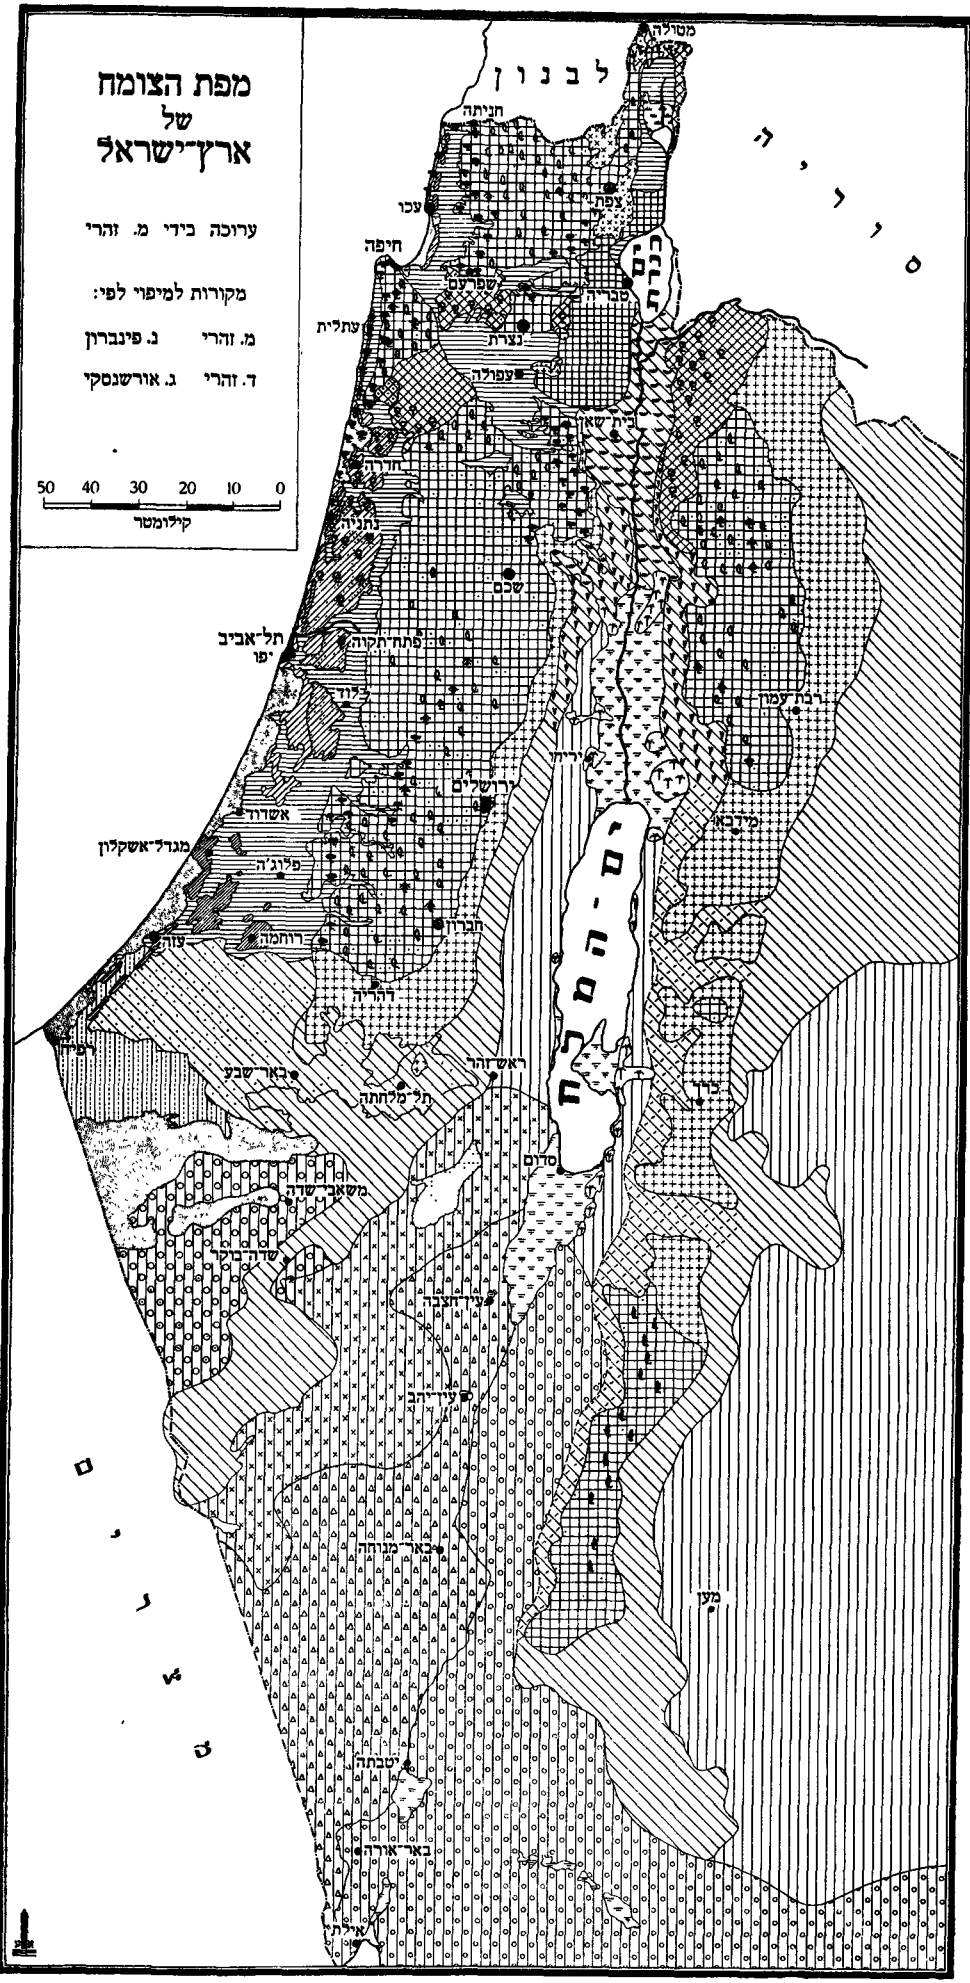 מפת הצומח
של
ארץ־ישראל
ערוכה בידי מ. זהרי
מקורות למיפוי לפי:
מ. זהרי נ. פינברון
ד. זהרי ג. אורשנסקי
50 40 30 20 10 0
קילומטר
מטולה
לבנון
סוריה
חניתה
צפת
עכו
ים כנרת
חיפה
שפרעם
טבריה
עתלית
נצרת
עפולה
בית־שאן
חדרה
נתניה
שכם
תל־אביב
יפו
פתח־תקוה
לוד
רבת־עמון
יריחו
ירושלים
אשדוד
מידבא
מגדל־אשקלון
פלוג'ה
ים־המלח
חברון
רוחמה
עזה
דהריה
רפיה
באר־שבע
ראש־זהר
תל־מלחתה
כרך
סדום
משאבי־שדה
שדה־בוקר
עין־חצבה
עין־יהב
מצרים
באר־מנוחה
מען
יטבתה
באר־אורה
אילת